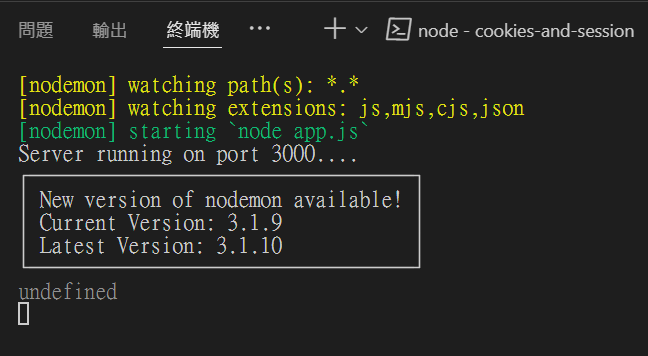 問題 輸出 終端機 ··· node - cookies-and-session
[nodemon] watching path(s): *.*
[nodemon] watching extensions: js,mjs,cjs,json
[nodemon] starting `node app.js`
Server running on port 3000....
New version of nodemon available!
Current Version: 3.1.9
Latest Version: 3.1.10
undefined